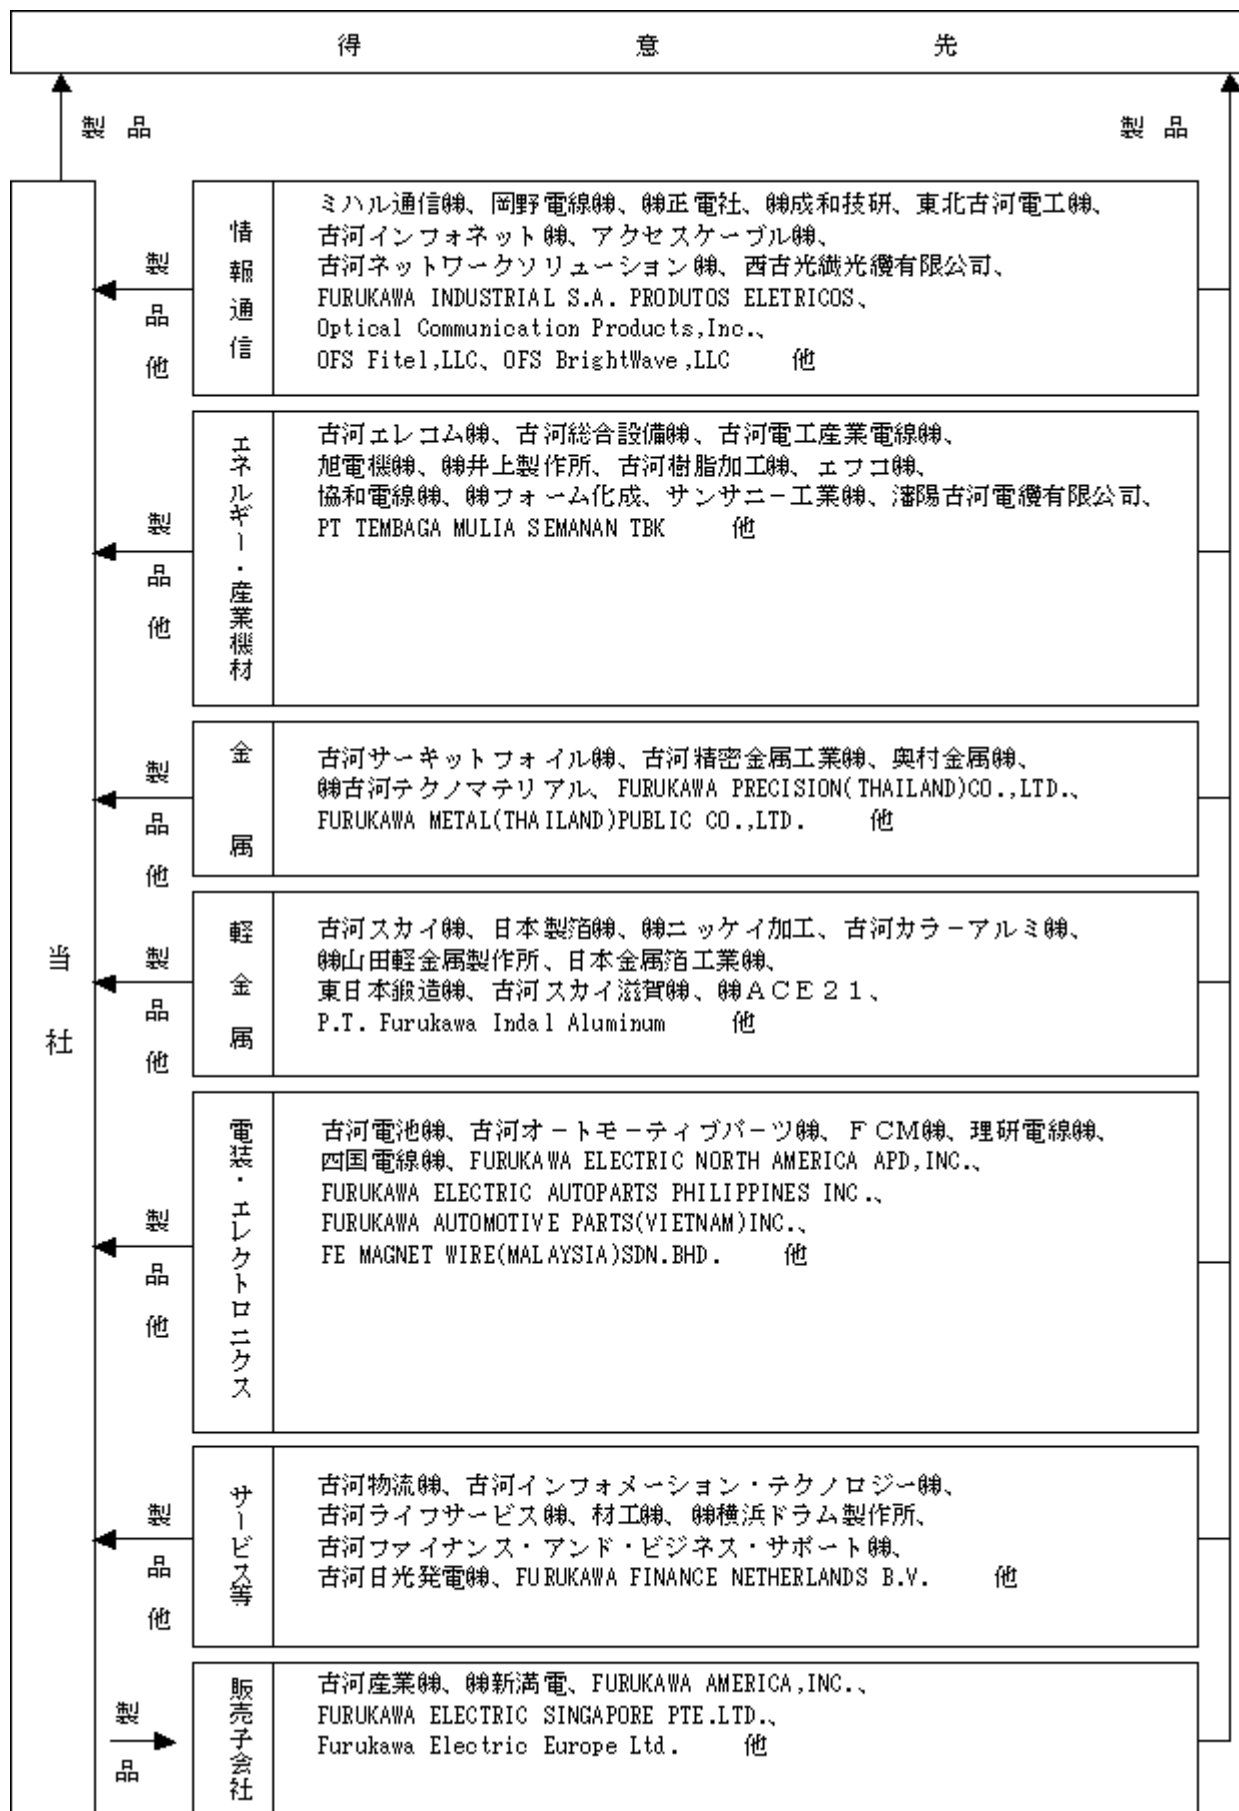 得意先
製品
製品
当社
製品他
情報通信
ミハル通信㈱、岡野電線㈱、㈱正電社、㈱成和技研、東北古河電工㈱、
古河インフォネット㈱、アクセスケーブル㈱、
古河ネットワークソリューション㈱、西古光繊光纜有限公司、
FURUKAWA INDUSTRIAL S.A. PRODUTOS ELETRICOS、
Optical Communication Products,Inc.、
OFS Fitel,LLC、OFS BrightWave,LLC 他
製品他
エネルギー・産業機材
古河エレコム㈱、古河総合設備㈱、古河電工産業電線㈱、
旭電機㈱、㈱井上製作所、古河樹脂加工㈱、エフコ㈱、
協和電線㈱、㈱フォーム化成、サンサニー工業㈱、瀋陽古河電纜有限公司、
PT TEMBAGA MULIA SEMANAN TBK 他
製品他
金属
古河サーキットフォイル㈱、古河精密金属工業㈱、奥村金属㈱、
㈱古河テクノマテリアル、FURUKAWA PRECISION(THAILAND)CO.,LTD.、
FURUKAWA METAL(THAILAND)PUBLIC CO.,LTD. 他
製品他
軽金属
古河スカイ㈱、日本製箔㈱、㈱ニッケイ加工、古河カラーアルミ㈱、
㈱山田軽金属製作所、日本金属箔工業㈱、
東日本鍛造㈱、古河スカイ滋賀㈱、㈱ACE21、
P.T. Furukawa Indal Aluminum 他
製品他
電装・エレクトロニクス
古河電池㈱、古河オートモーティブパーツ㈱、FCM㈱、理研電線㈱、
四国電線㈱、FURUKAWA ELECTRIC NORTH AMERICA APD,INC.、
FURUKAWA ELECTRIC AUTOPARTS PHILIPPINES INC.、
FURUKAWA AUTOMOTIVE PARTS(VIETNAM)INC.、
FE MAGNET WIRE(MALAYSIA)SDN.BHD. 他
製品他
サービス等
古河物流㈱、古河インフォメーション・テクノロジー㈱、
古河ライフサービス㈱、材工㈱、㈱横浜ドラム製作所、
古河ファイナンス・アンド・ビジネス・サポート㈱、
古河日光発電㈱、FURUKAWA FINANCE NETHERLANDS B.V. 他
製品
販売子会社
古河産業㈱、㈱新満電、FURUKAWA AMERICA,INC.、
FURUKAWA ELECTRIC SINGAPORE PTE.LTD.、
Furukawa Electric Europe Ltd. 他